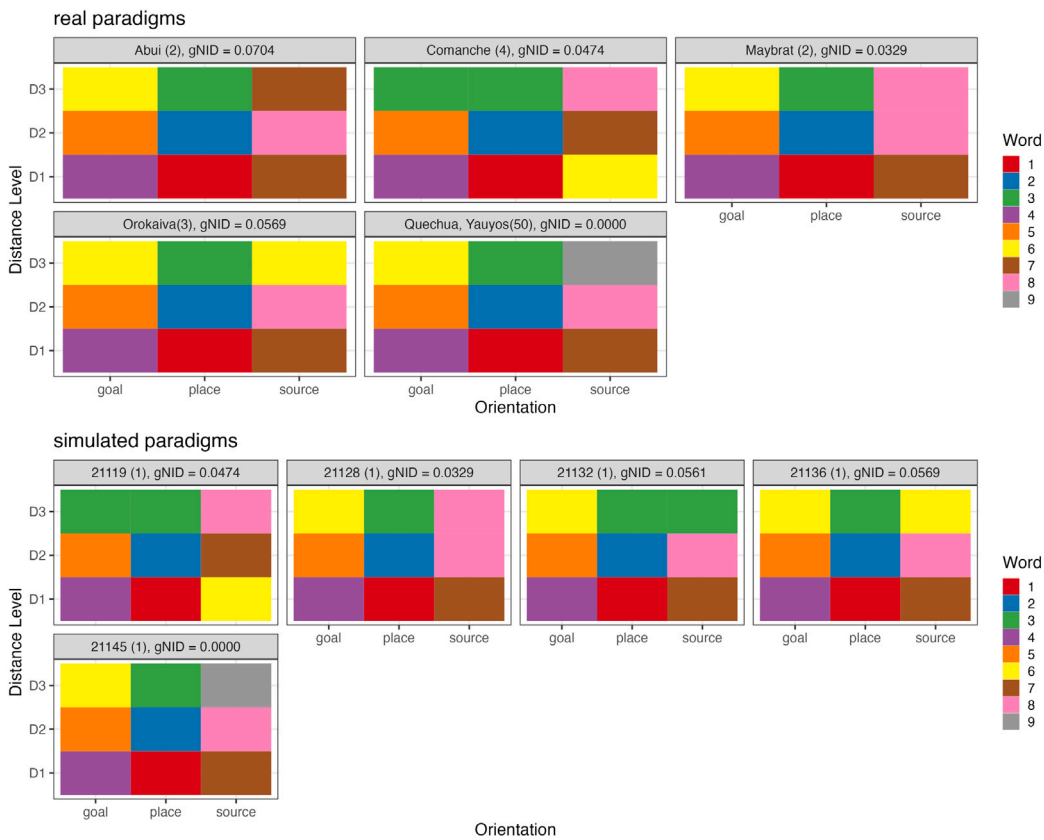 real paradigms
Abui (2), gNID = 0.0704
Comanche (4), gNID = 0.0474
Maybrat (2), gNID = 0.0329
D3
D2
D1
goal place source
Orokaiva(3), gNID = 0.0569
Quechua, Yauyos(50), gNID = 0.0000
D3
D2
D1
goal place source
goal place source
Distance Level
Orientation
Word
1
2
3
4
5
6
7
8
9
simulated paradigms
21119 (1), gNID = 0.0474
21128 (1), gNID = 0.0329
21132 (1), gNID = 0.0561
21136 (1), gNID = 0.0569
D3
D2
D1
goal place source
goal place source
goal place source
21145 (1), gNID = 0.0000
D3
D2
D1
goal place source
Distance Level
Orientation
Word
1
2
3
4
5
6
7
8
9